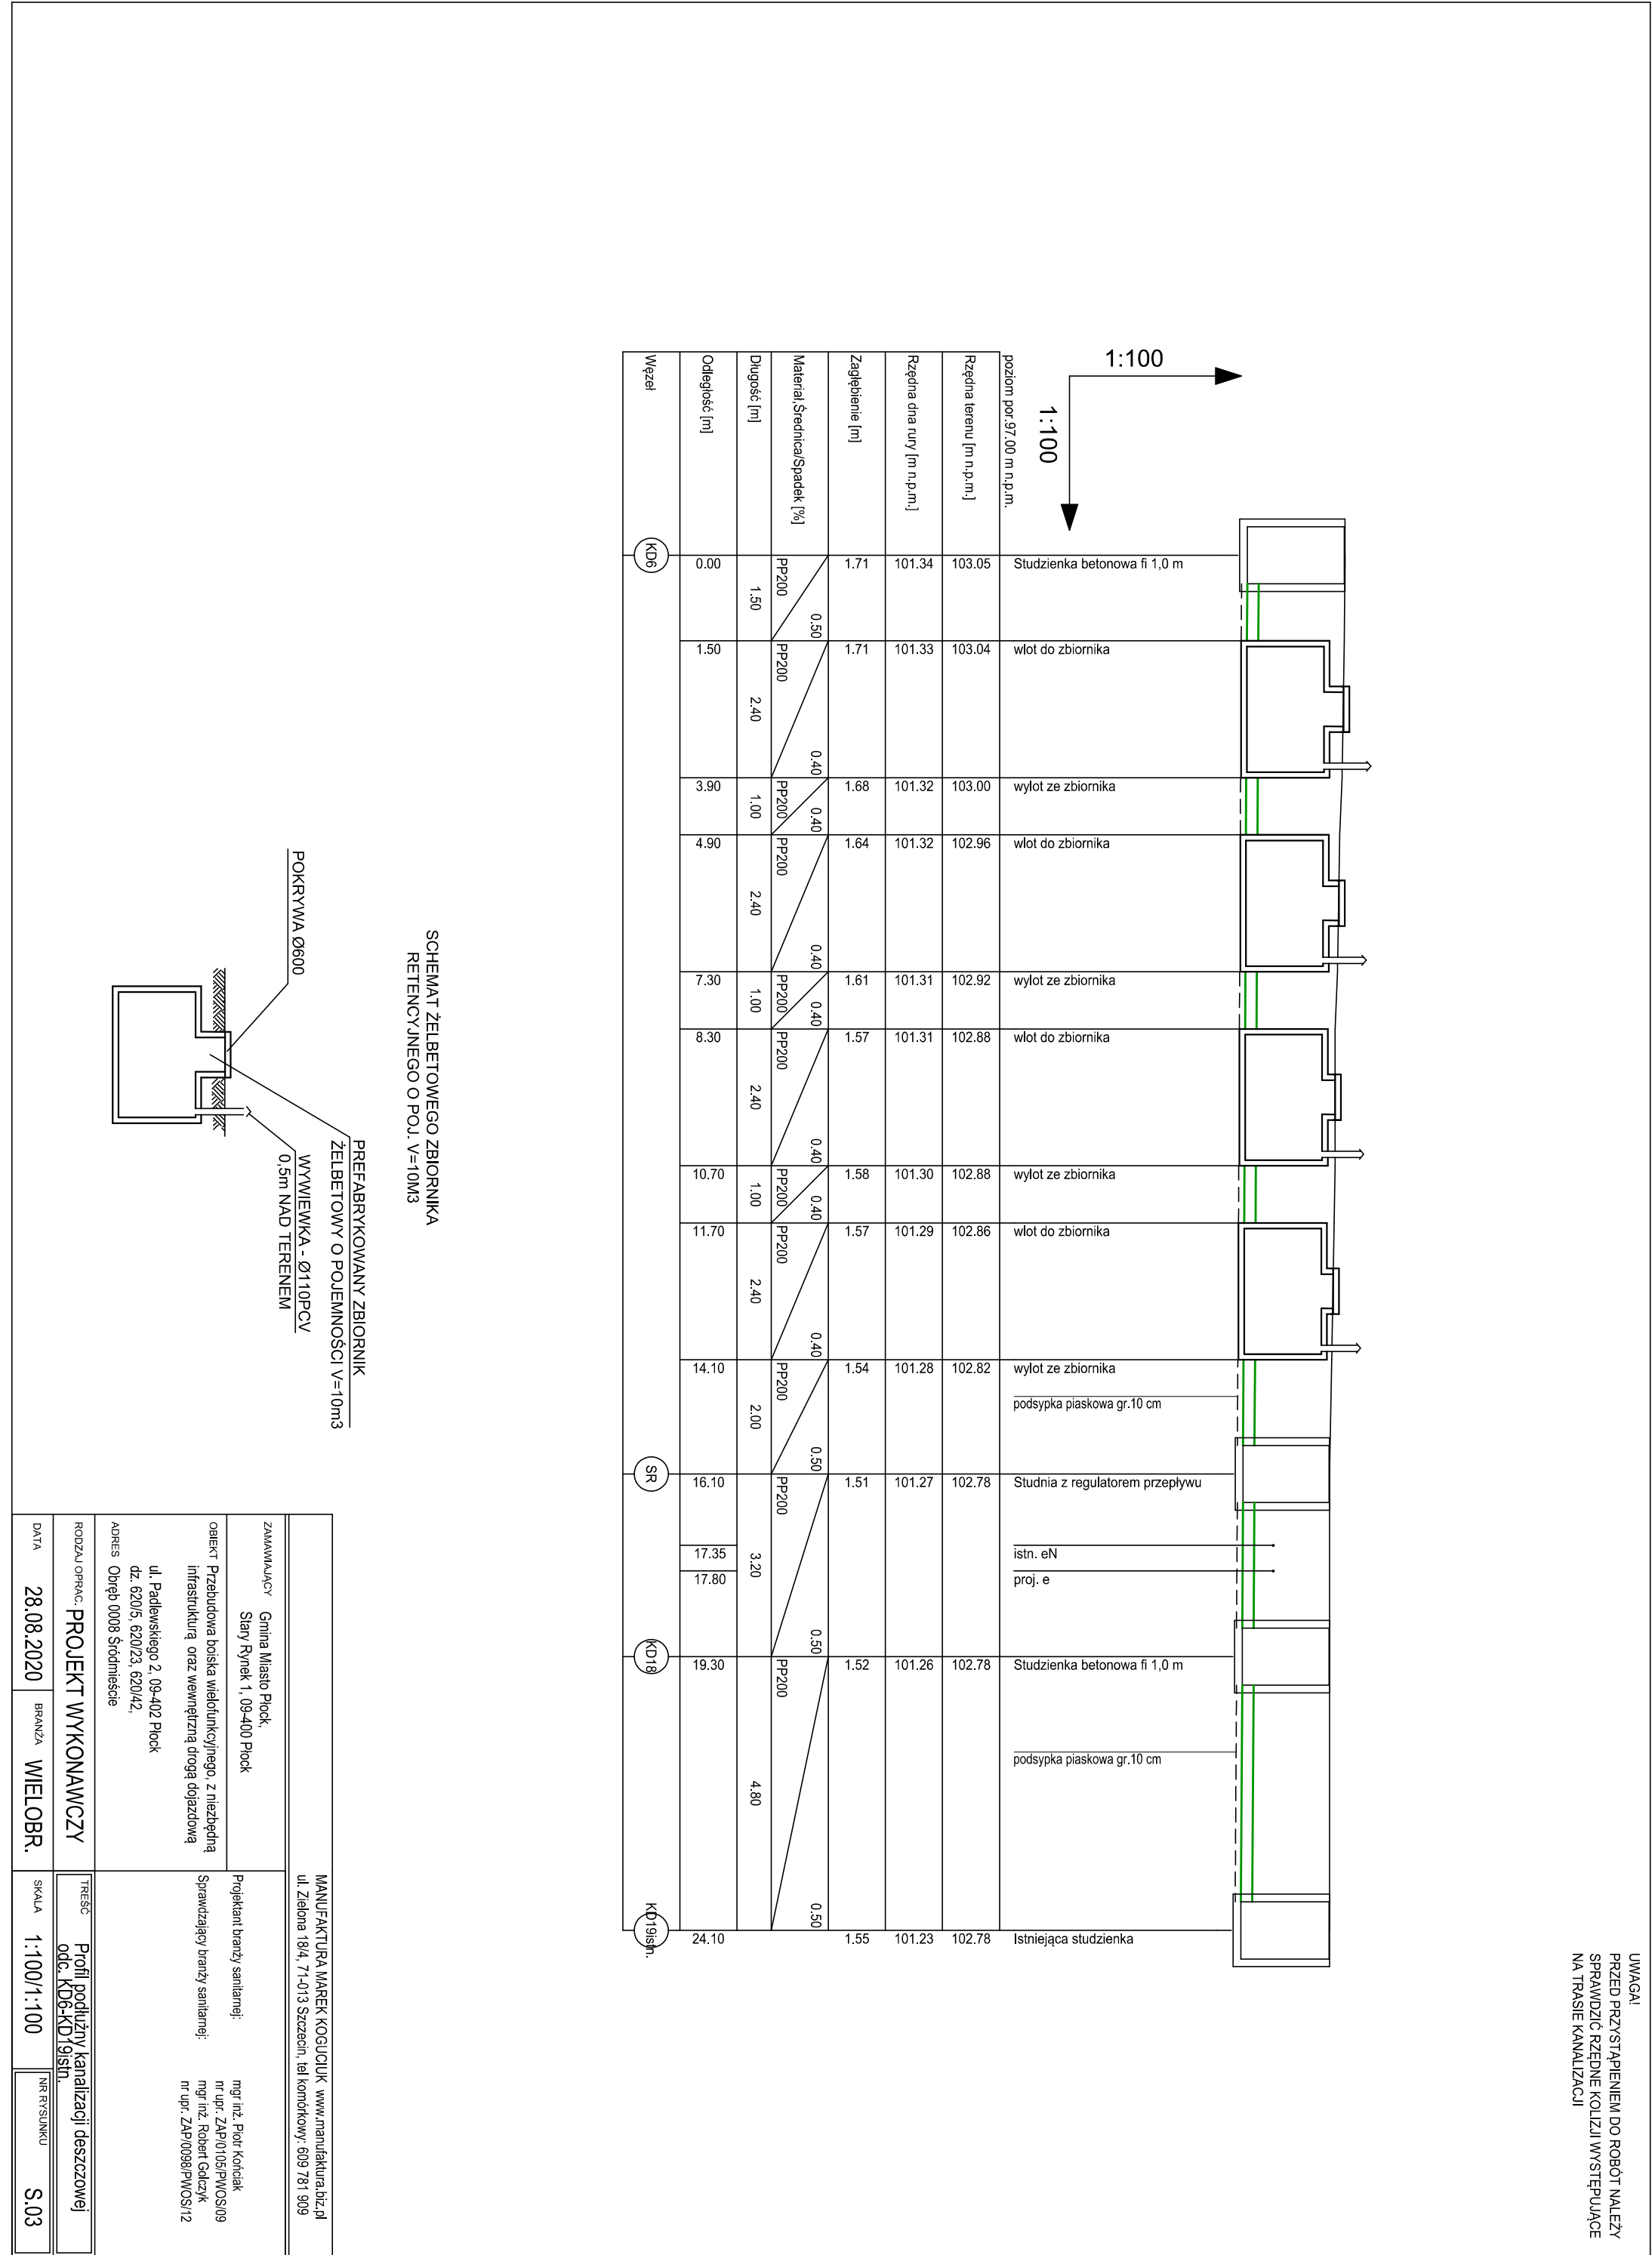 UWAGA!
PRZED PRZYSTĄPIENIEM DO ROBÓT NALEŻY
SPRAWDZIĆ RZĘDNE KOLIZJI WYSTĘPUJĄCE
NA TRASIE KANALIZACJI
1:100
1:100
poziom por.97.00 m n.p.m.
Studzienka betonowa fi 1,0 m
wlot do zbiornika
wylot ze zbiornika
wlot do zbiornika
wylot ze zbiornika
wlot do zbiornika
wylot ze zbiornika
wlot do zbiornika
wylot ze zbiornika
podsypka piaskowa gr.10 cm
Studnia z regulatorem przepływu
istn. eN
proj. e
Studzienka betonowa fi 1,0 m
podsypka piaskowa gr.10 cm
Istniejąca studzienka
Rzędna terenu [m n.p.m.] 103.05 103.04 103.00 102.96 102.92 102.88 102.88 102.86 102.82 102.78 102.78 102.78
Rzędna dna rury [m n.p.m.] 101.34 101.33 101.32 101.32 101.31 101.31 101.30 101.29 101.28 101.27 101.26 101.23
Zagłębienie [m] 1.71 1.71 1.68 1.64 1.61 1.57 1.58 1.57 1.54 1.51 1.52 1.55
Materiał,Średnica/Spadek [%] PP200 0.50 PP200 0.40 PP200 0.40 PP200 0.40 PP200 0.40 PP200 0.40 PP200 0.40 PP200 0.40 PP200 0.50 PP200 0.50 PP200 0.50
Długość [m] 1.50 2.40 1.00 2.40 1.00 2.40 1.00 2.40 2.00 3.20 4.80
Odległość [m] 0.00 1.50 3.90 4.90 7.30 8.30 10.70 11.70 14.10 16.10 17.35 17.80 19.30 24.10
Węzeł KD6 SR KD18 KD19istn.
SCHEMAT ŻELBETOWEGO ZBIORNIKA
RETENCYJNEGO O POJ. V=10M3
PREFABRYKOWANY ZBIORNIK
ŻELBETOWY O POJEMNOŚCI V=10m3
WYWIEWKA - Ø110PCV
0,5m NAD TERENEM
POKRYWA Ø600
MANUFAKTURA MAREK KOGUCIUK www.manufaktura.biz.pl
ul. Zielona 18/4, 71-013 Szczecin, tel komórkowy: 609 781 909
ZAMAWIAJĄCY Gmina Miasto Płock,
Stary Rynek 1, 09-400 Płock
OBIEKT Przebudowa boiska wielofunkcyjnego, z niezbędną
infrastrukturą oraz wewnętrzną drogą dojazdową
ul. Padlewskiego 2, 09-402 Płock
dz. 620/5, 620/23, 620/42,
ADRES Obręb 0008 Śródmieście
Projektant branży sanitarnej: mgr inż. Piotr Kończak
nr upr. ZAP/0105/PWOS/09
Sprawdzający branży sanitarnej: mgr inż. Robert Golczyk
nr upr. ZAP/0098/PWOS/12
RODZAJ OPRAC. PROJEKT WYKONAWCZY
TREŚĆ Profil podłużny kanalizacji deszczowej
odc. KD6-KD19istn.
DATA 28.08.2020 BRANŻA WIELOBR. SKALA 1:100/1:100 NR RYSUNKU S.03